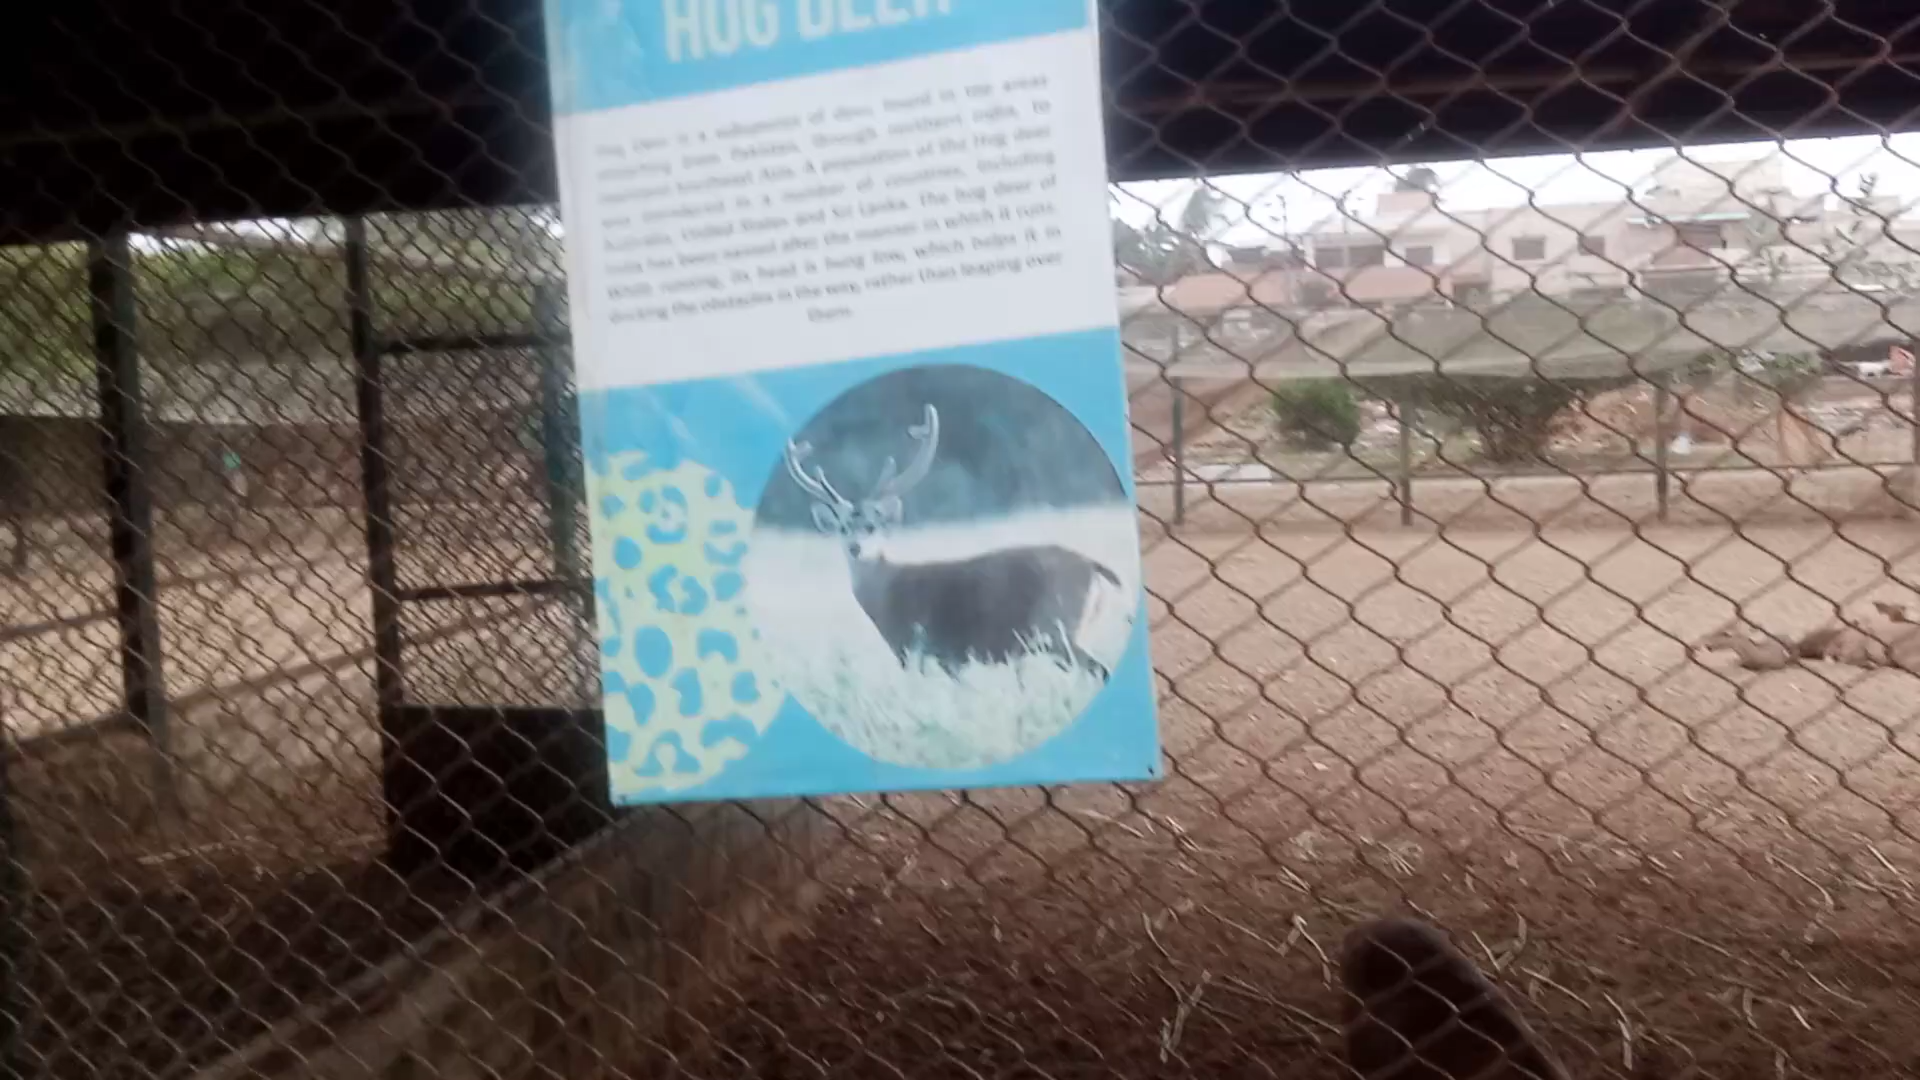 HUG DEER
Hog Deer is a subspecies of deer, found in the areas
starting from Pakistan, through northern India, to
mainland Southeast Asia. A population of the Hog deer
was introduced in a number of countries, including
Australia, United States and Sri Lanka. The hog deer of
India has been named after the manner in which it runs.
While running, its head is hung low, which helps it in
ducking the obstacles in the way, rather than leaping over
them.